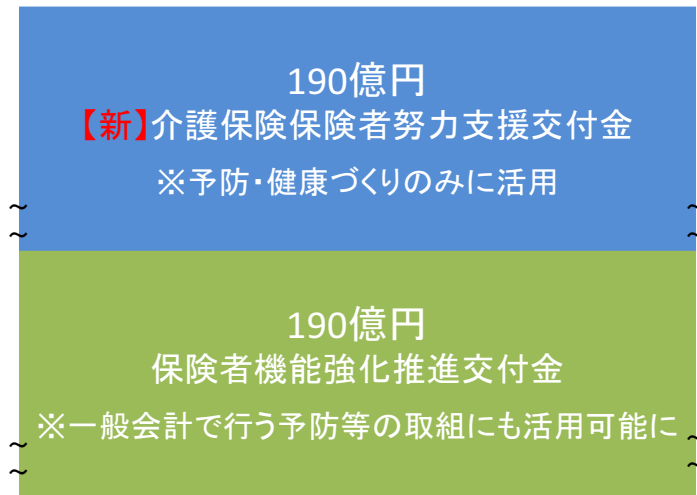 190億円
【新】介護保険保険者努力支援交付金
※予防・健康づくりのみに活用
190億円
保険者機能強化推進交付金
※一般会計で行う予防等の取組にも活用可能に